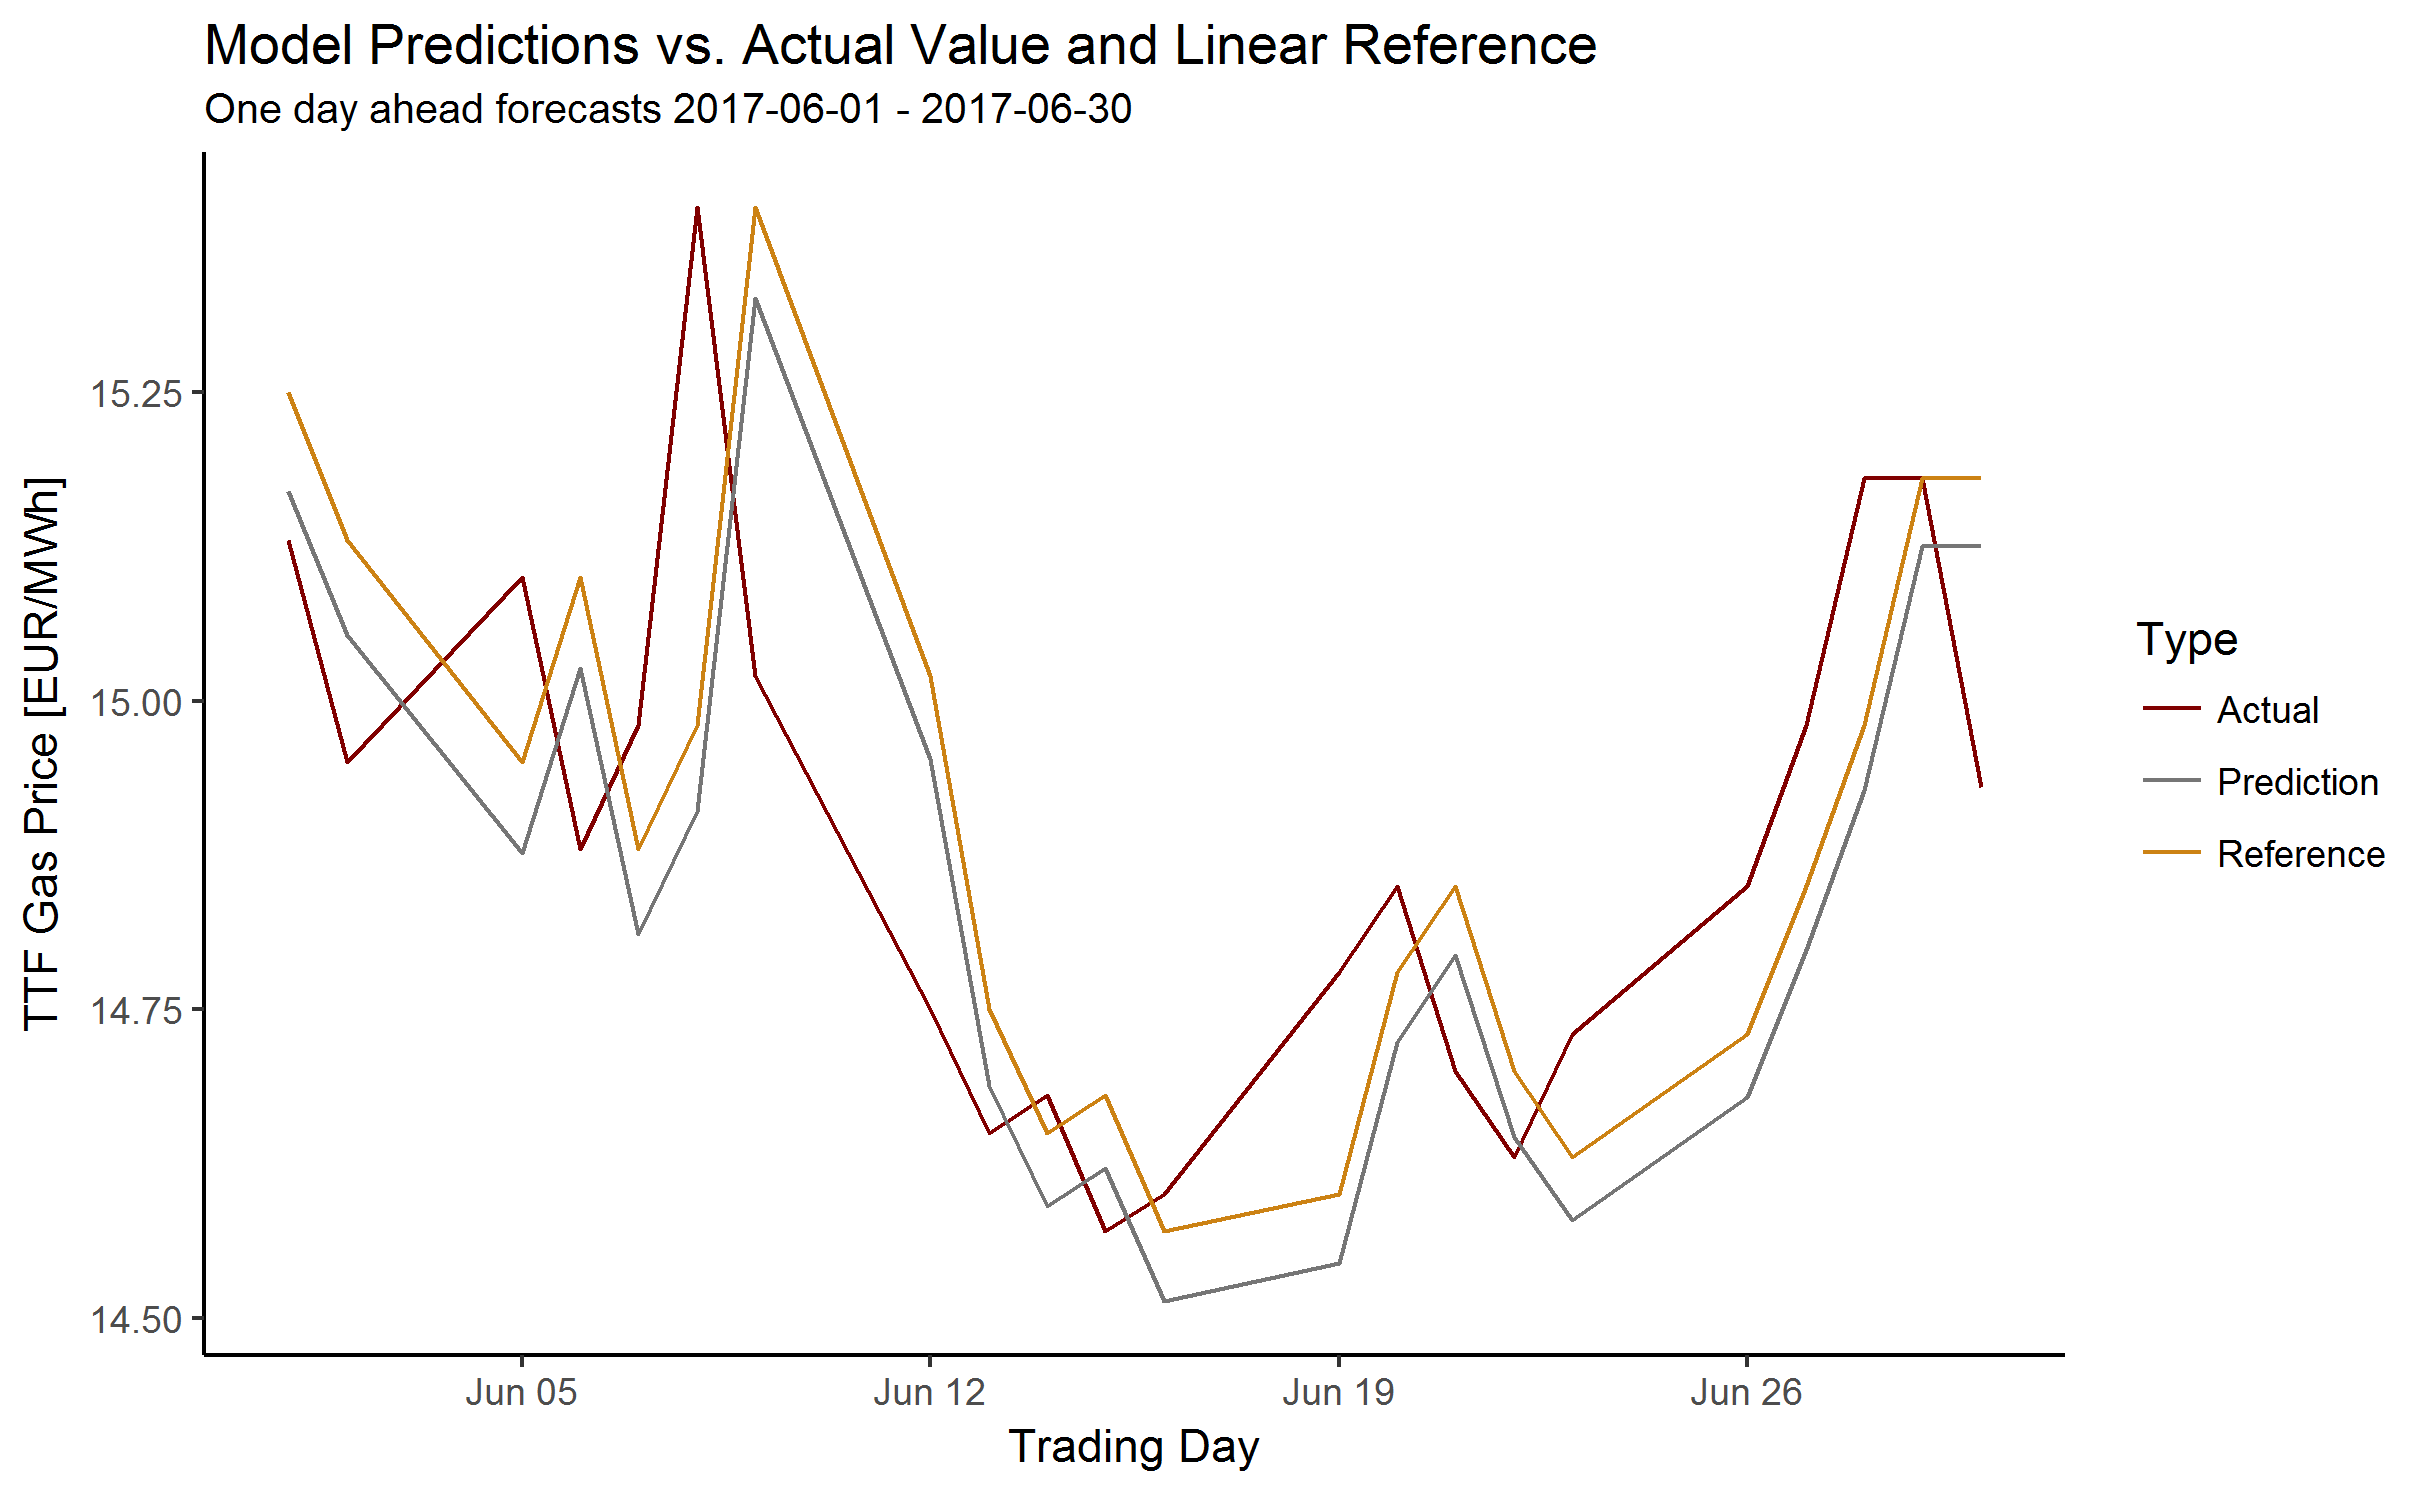 Model Predictions vs. Actual Value and Linear Reference
One day ahead forecasts 2017-06-01 - 2017-06-30
TTF Gas Price [EUR/MWh]
15.25
15.00
14.75
14.50
Jun 05
Jun 12
Jun 19
Jun 26
Trading Day
Type
Actual
Prediction
Reference